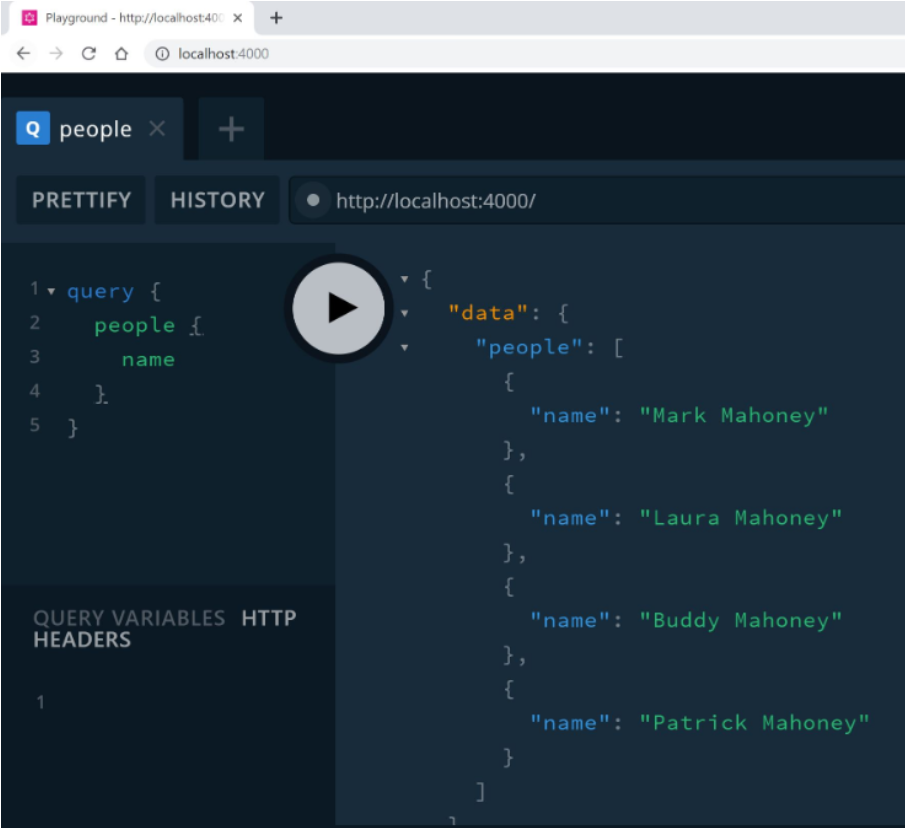 Playground - http://localhost:400
localhost:4000
Q people
PRETTIFY HISTORY http://localhost:4000/
1 query {
2 people {
3 name
4 }
5 }
QUERY VARIABLES HTTP
HEADERS
1
{
"data": {
"people": [
{
"name": "Mark Mahoney"
},
{
"name": "Laura Mahoney"
},
{
"name": "Buddy Mahoney"
},
{
"name": "Patrick Mahoney"
}
]